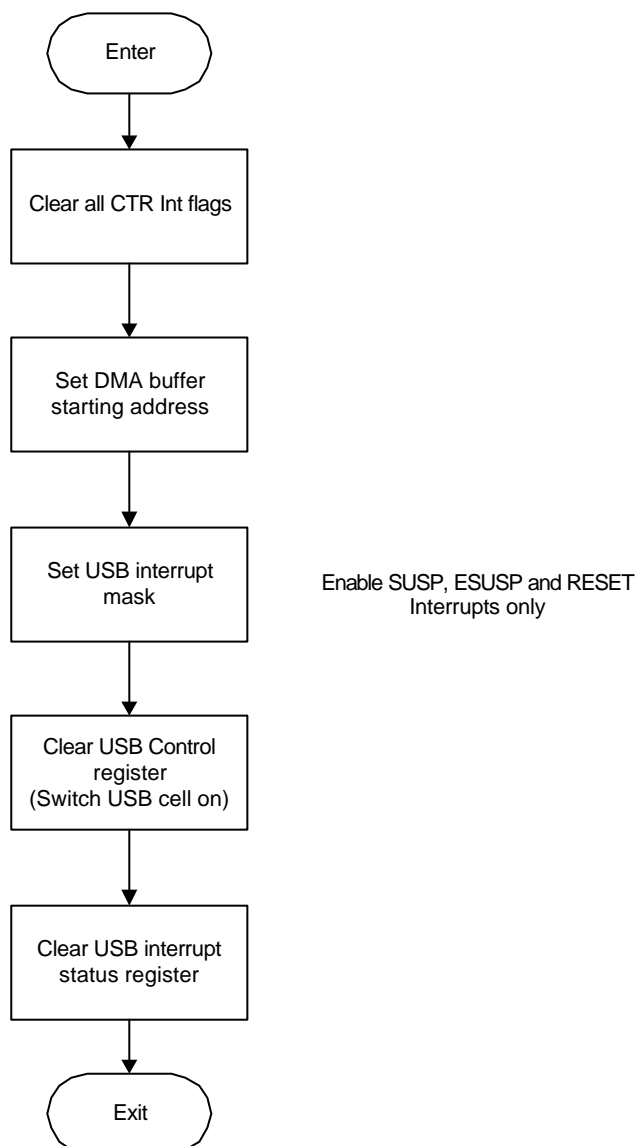 Enter
Clear all CTR Int flags
Set DMA buffer
starting address
Set USB interrupt
mask
Enable SUSP, ESUSP and RESET
Interrupts only
Clear USB Control
register
(Switch USB cell on)
Clear USB interrupt
status register
Exit